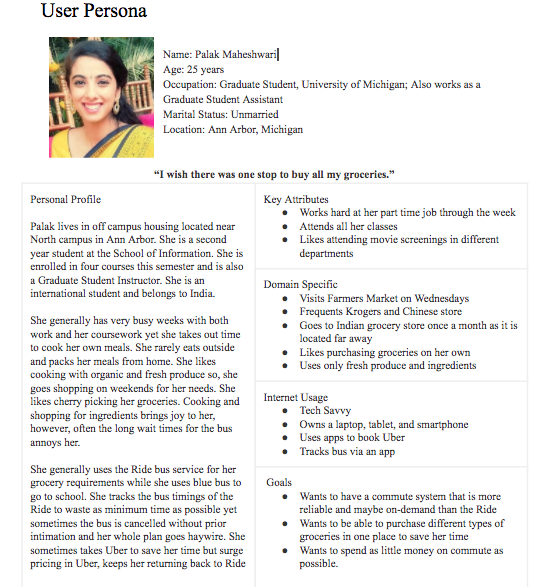 User Persona
Name: Palak Maheshwari
Age: 25 years
Occupation: Graduate Student, University of Michigan; Also works as a
Graduate Student Assistant
Marital Status: Unmarried
Location: Ann Arbor, Michigan
“I wish there was one stop to buy all my groceries.”
Personal Profile
Palak lives in off campus housing located near
North campus in Ann Arbor. She is a second
year student at the School of Information. She is
enrolled in four courses this semester and is also
a Graduate Student Instructor. She is an
international student and belongs to India.
She generally has very busy weeks with both
work and her coursework yet she takes out time
to cook her own meals. She rarely eats outside
and packs her meals from home. She likes
cooking with organic and fresh produce so, she
goes shopping on weekends for her needs. She
likes cherry picking her groceries. Cooking and
shopping for ingredients brings joy to her,
however, often the long wait times for the bus
annoys her.
She generally uses the Ride bus service for her
grocery requirements while she uses blue bus to
go to school. She tracks the bus timings of the
Ride to waste as minimum time as possible yet
sometimes the bus is cancelled without prior
intimation and her whole plan goes haywire. She
sometimes takes Uber to save her time but surge
pricing in Uber, keeps her returning back to Ride
Key Attributes
● Works hard at her part time job through the week
● Attends all her classes
● Likes attending movie screenings in different
departments
Domain Specific
● Visits Farmers Market on Wednesdays
● Frequents Krogers and Chinese store
● Goes to Indian grocery store once a month as it is
located far away
● Likes purchasing groceries on her own
● Uses only fresh produce and ingredients
Internet Usage
● Tech Savvy
● Owns a laptop, tablet, and smartphone
● Uses apps to book Uber
● Tracks bus via an app
Goals
● Wants to have a commute system that is more
reliable and maybe on-demand than the Ride
● Wants to be able to purchase different types of
groceries in one place to save her time
● Wants to spend as little money on commute as
possible.